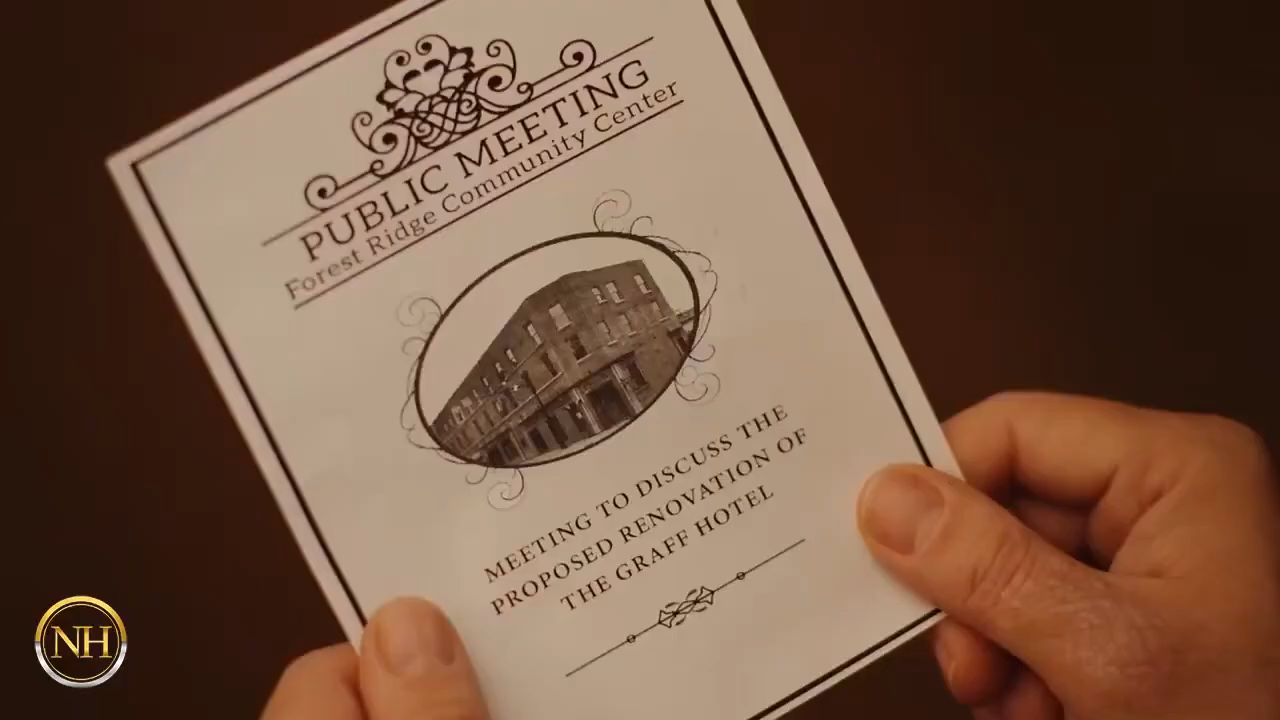 PUBLIC MEETING
Forest Ridge Community Center
MEETING TO DISCUSS THE
PROPOSED RENOVATION OF
THE GRAFF HOTEL
NH